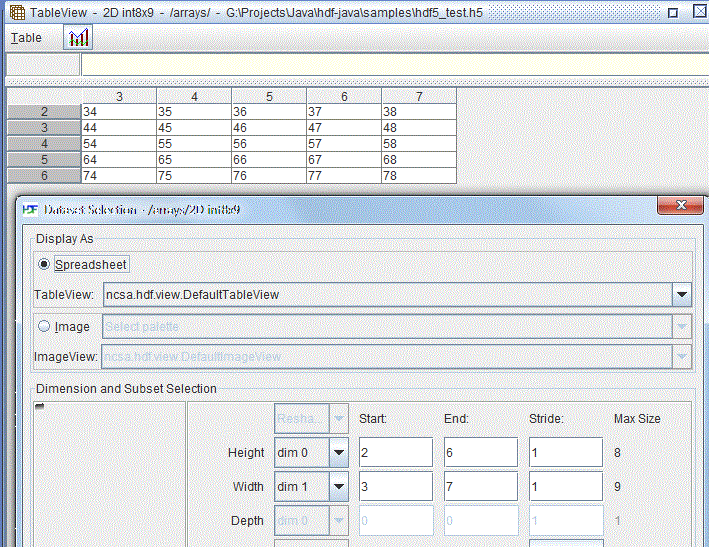 TableView - 2D int8x9 - /arrays/ - G:\Projects\Java\hdf-java\samples\hdf5_test.h5
Table
3 4 5 6 7
2 34 35 36 37 38
3 44 45 46 47 48
4 54 55 56 57 58
5 64 65 66 67 68
6 74 75 76 77 78
HDF Dataset Selection - /arrays/2D int8x9
Display As
Spreadsheet
TableView: ncsa.hdf.view.DefaultTableView
Image Select palette
ImageView: ncsa.hdf.view.DefaultImageView
Dimension and Subset Selection
Resha... Start: End: Stride: Max Size
Height dim 0 2 6 1 8
Width dim 1 3 7 1 9
Depth dim 0 0 0 1 1